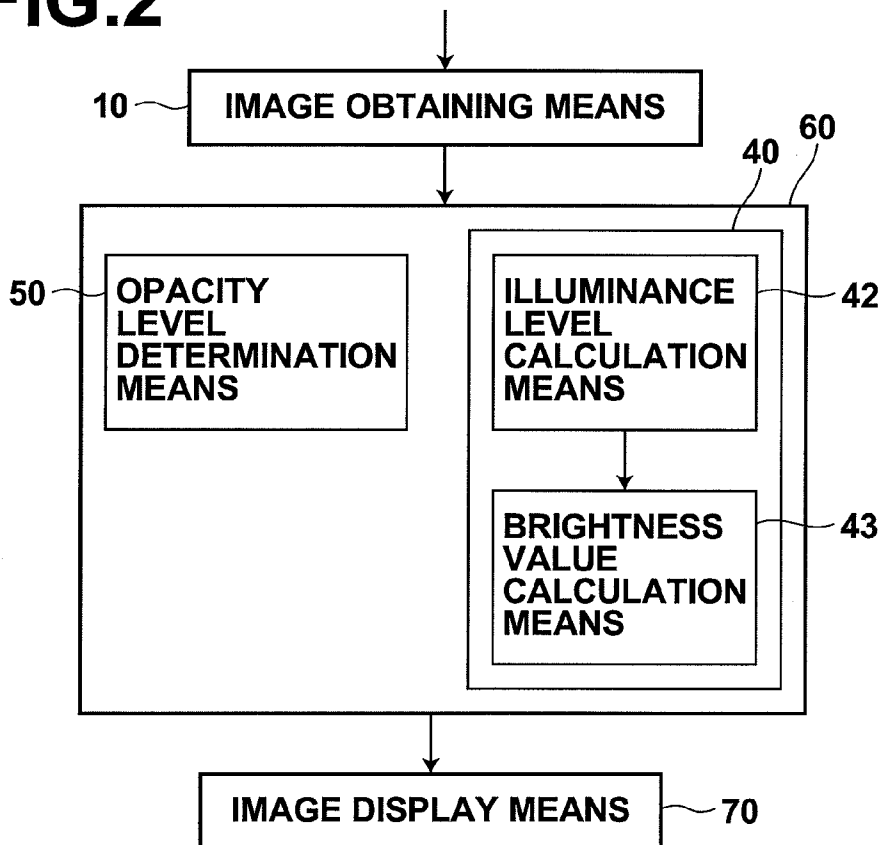 FIG.2
10
IMAGE OBTAINING MEANS
60
40
50
OPACITY
LEVEL
DETERMINATION
MEANS
ILLUMINANCE
LEVEL
CALCULATION
MEANS
42
BRIGHTNESS
VALUE
CALCULATION
MEANS
43
IMAGE DISPLAY MEANS
70